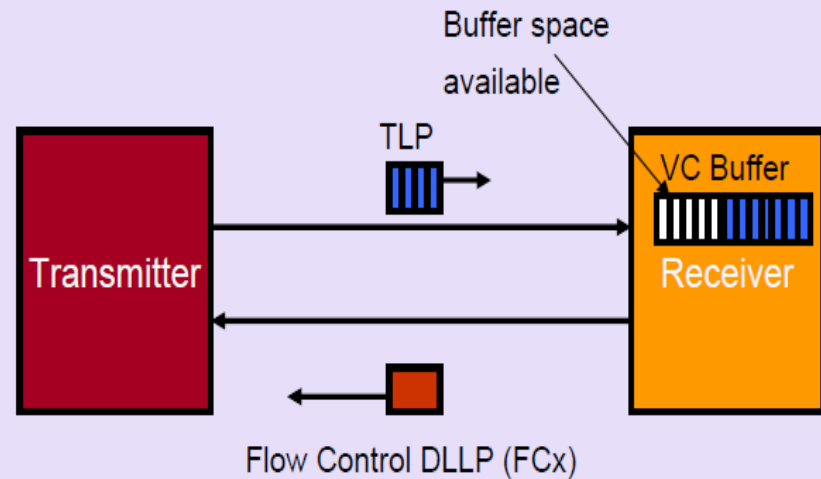 Buffer space
available
TLP
VC Buffer
Transmitter
Receiver
Flow Control DLLP (FCx)